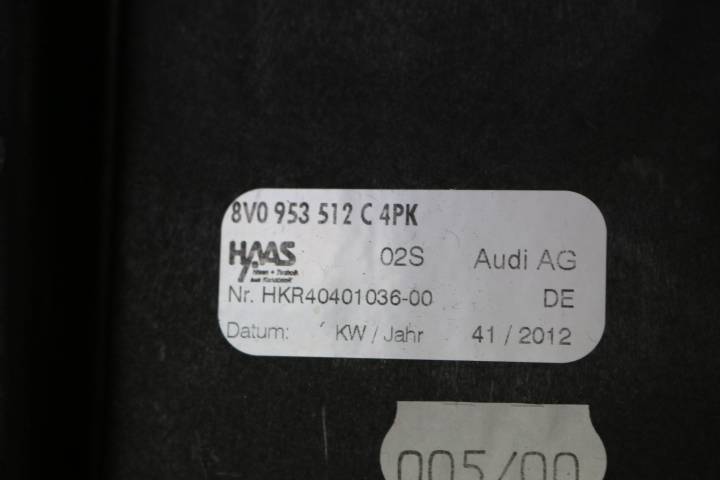 8V0 953 512 C 4PK
HAAS 02S Audi AG
Nr. HKR40401036-00 DE
Datum: KW / Jahr 41 / 2012
005/00